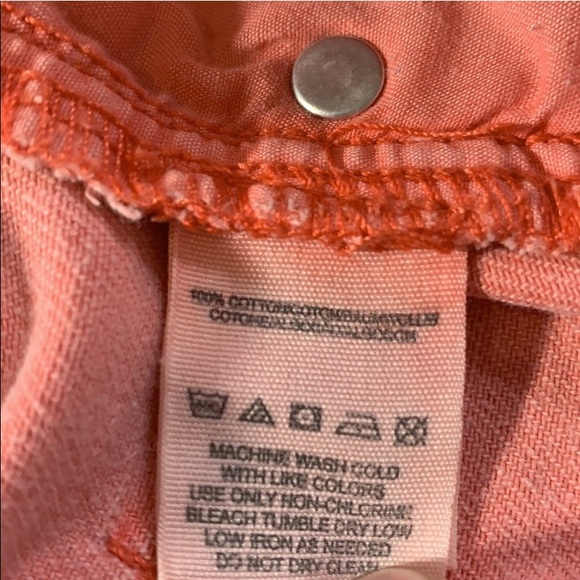 100% COTTON/COTON/BAUMWOLLE/
MACHINE WASH COLD
WITH LIKE COLORS
USE ONLY NON-CHLORINE
BLEACH TUMBLE DRY LOW
LOW IRON AS NEEDED
DO NOT DRY CLEAN